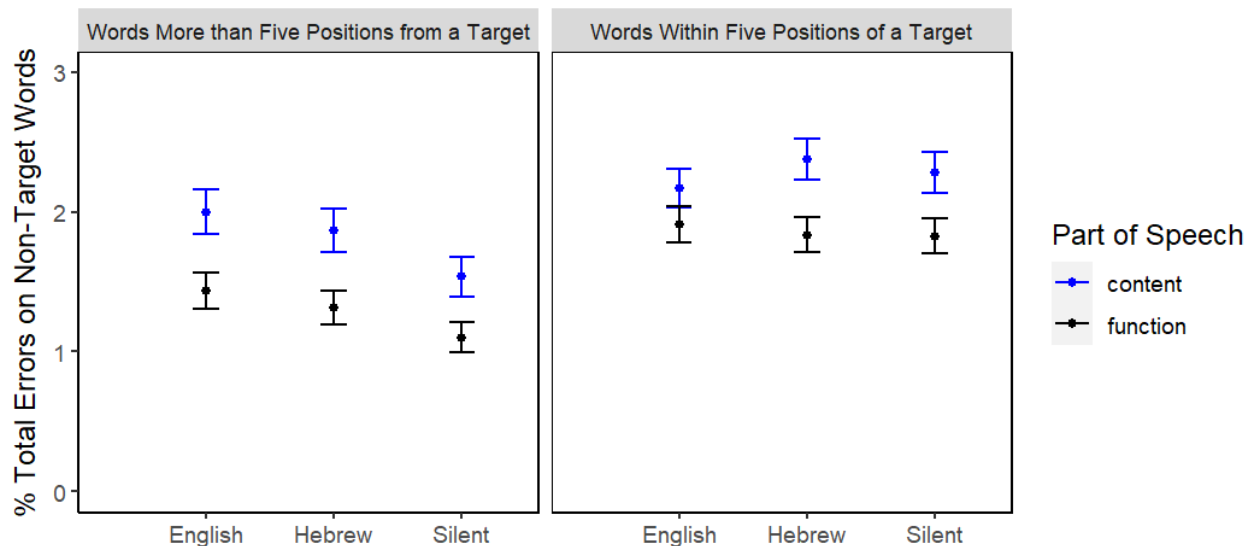 Words More than Five Positions from a Target
Words Within Five Positions of a Target
% Total Errors on Non-Target Words
3
2
1
0
English Hebrew Silent
English Hebrew Silent
Part of Speech
content
function